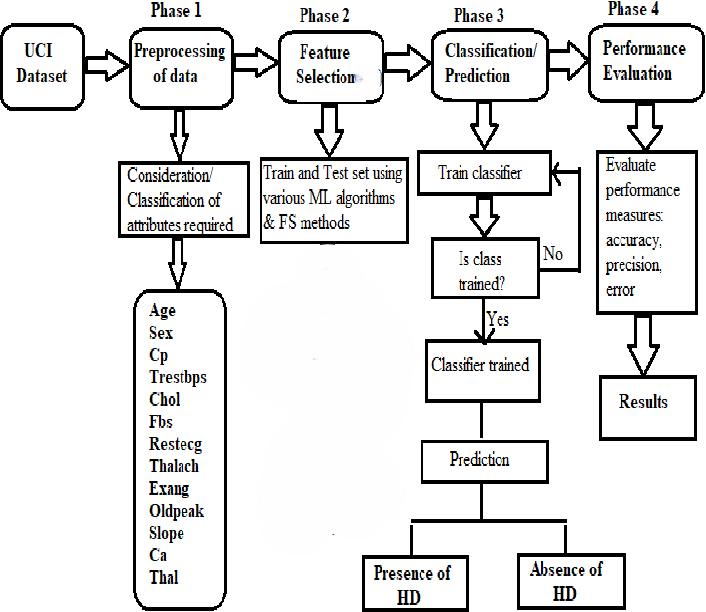 Phase 1
Phase 2
Phase 3
Phase 4
UCI
Dataset
Preprocessing
of data
Feature
Selection
Classification/
Prediction
Performance
Evaluation
Consideration/
Classification of
attributes required
Age
Sex
Cp
Trestbps
Chol
Fbs
Restecg
Thalach
Exang
Oldpeak
Slope
Ca
Thal
Train and Test set using
various ML algorithms
& FS methods
Train classifier
Is class
trained?
No
Yes
Classifier trained
Prediction
Presence of
HD
Absence of
HD
Evaluate
performance
measures:
accuracy,
precision,
error
Results